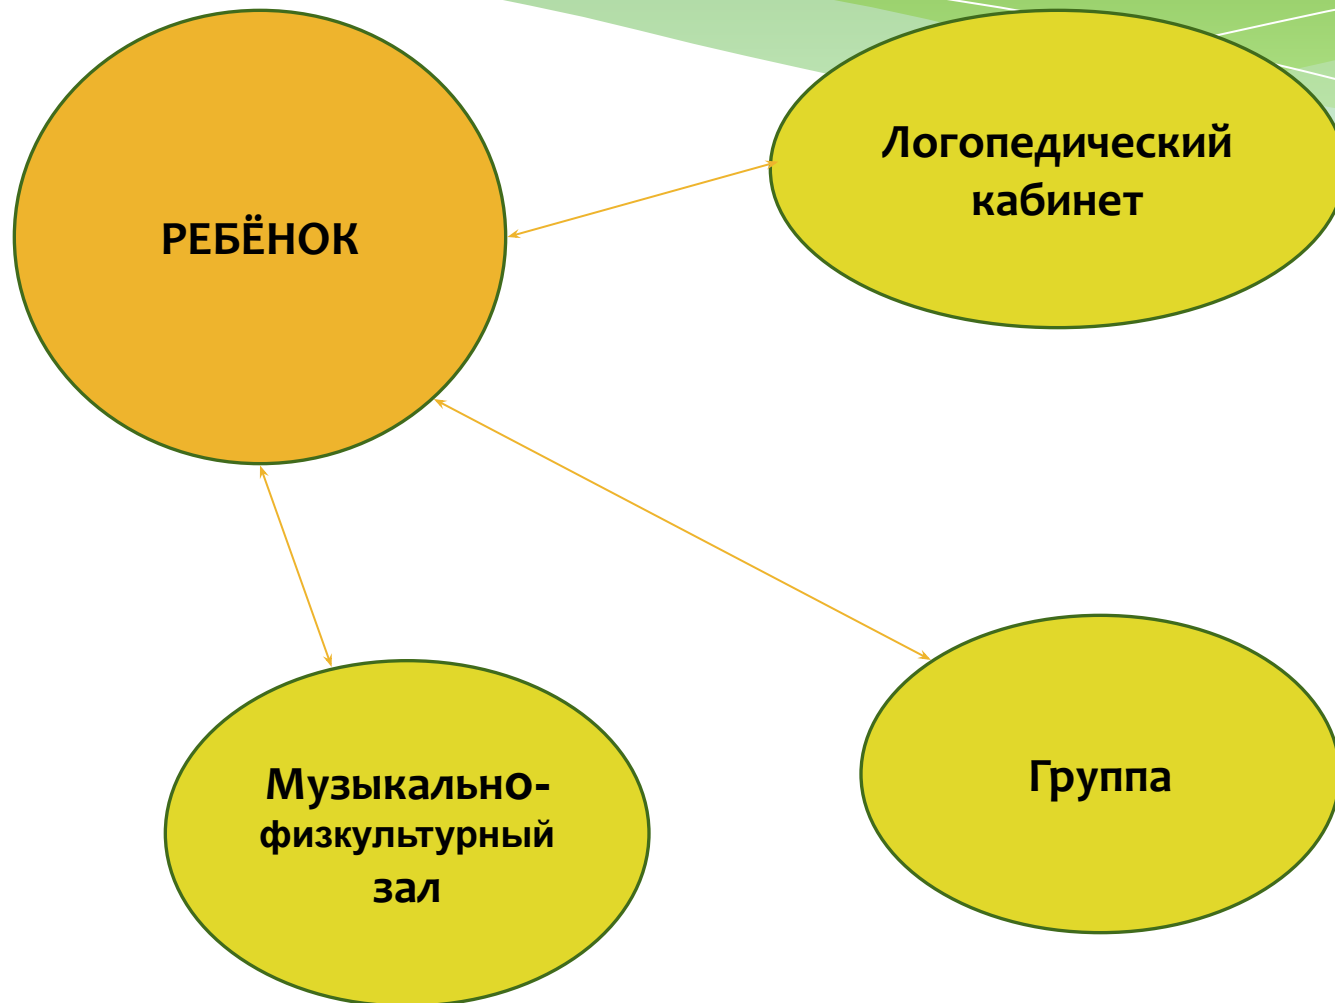 РЕБЁНОК
Логопедический
кабинет
Музыкально-
физкультурный
зал
Группа